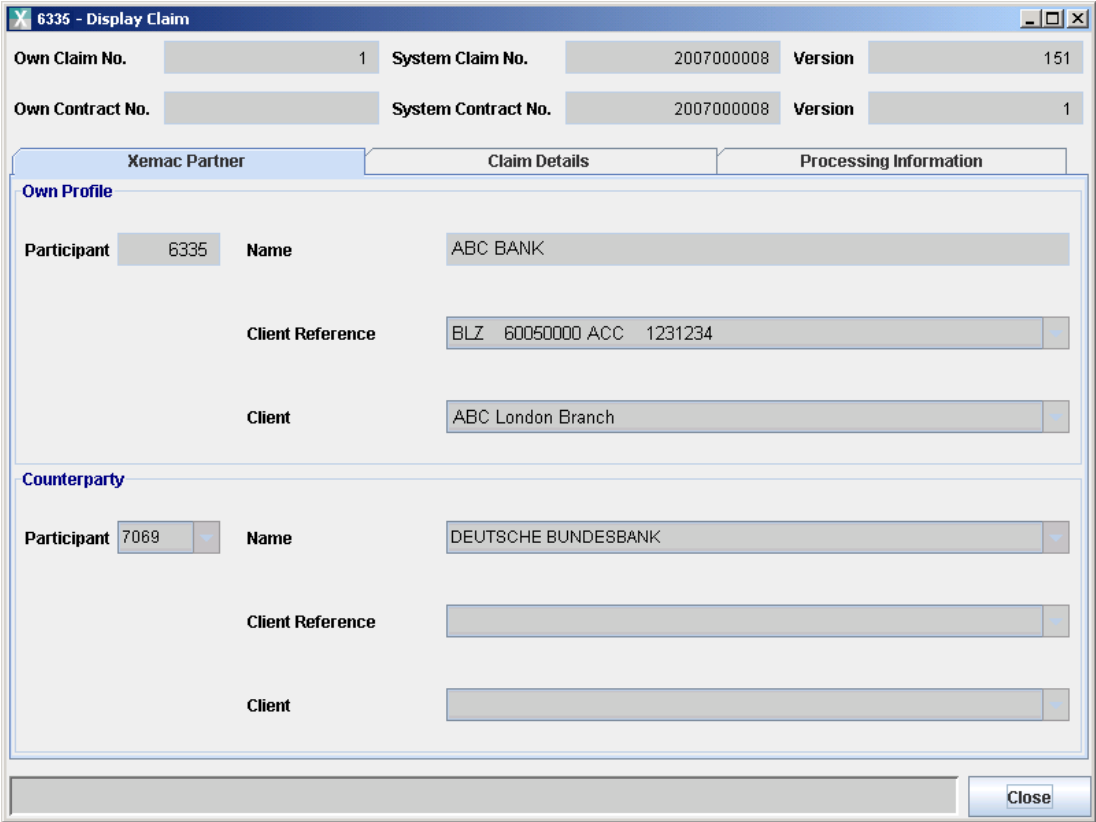 6335 - Display Claim
Own Claim No. 1 System Claim No. 2007000008 Version 151
Own Contract No. System Contract No. 2007000008 Version 1
Xemac Partner Claim Details Processing Information
Own Profile
Participant 6335 Name ABC BANK
Client Reference BLZ 60050000 ACC 1231234
Client ABC London Branch
Counterparty
Participant 7069 Name DEUTSCHE BUNDESBANK
Client Reference
Client
Close